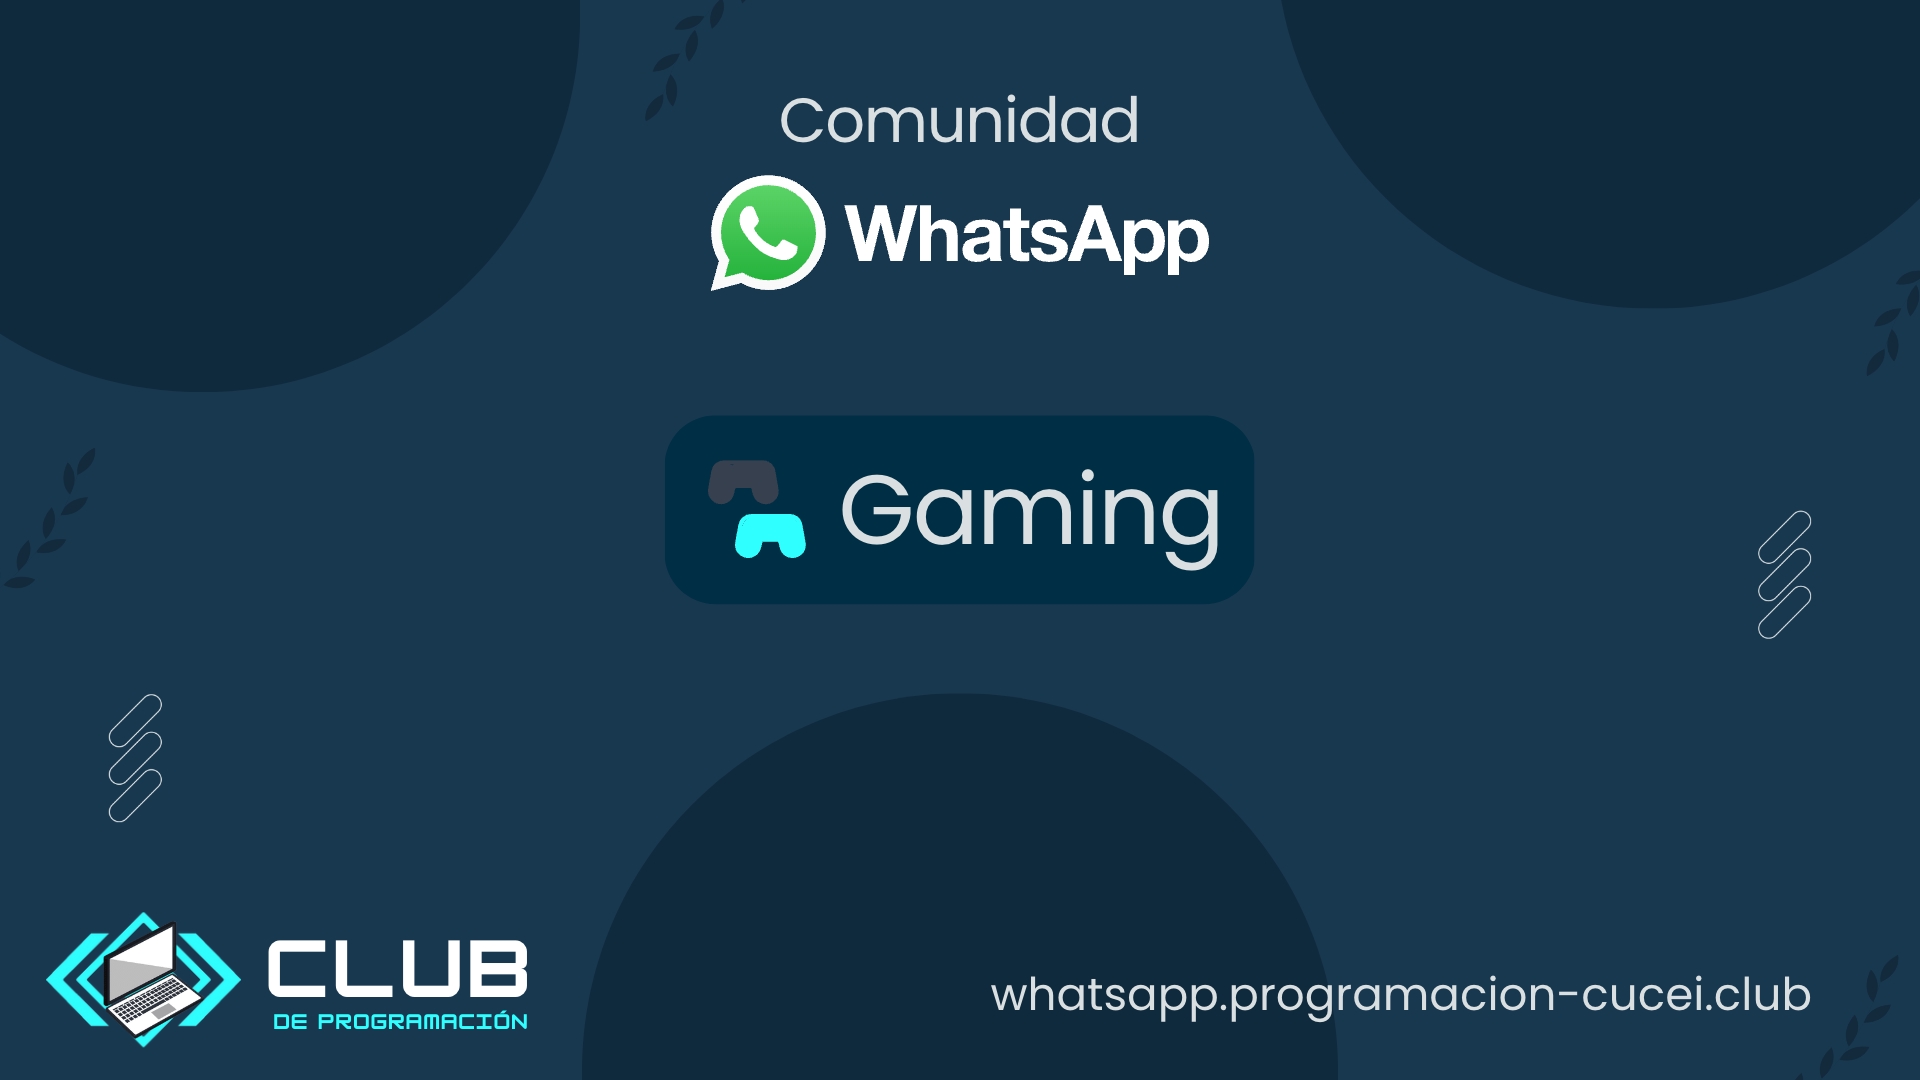 Comunidad
WhatsApp
Gaming
CLUB
DE PROGRAMACIÓN
whatsapp.programacion-cucei.club